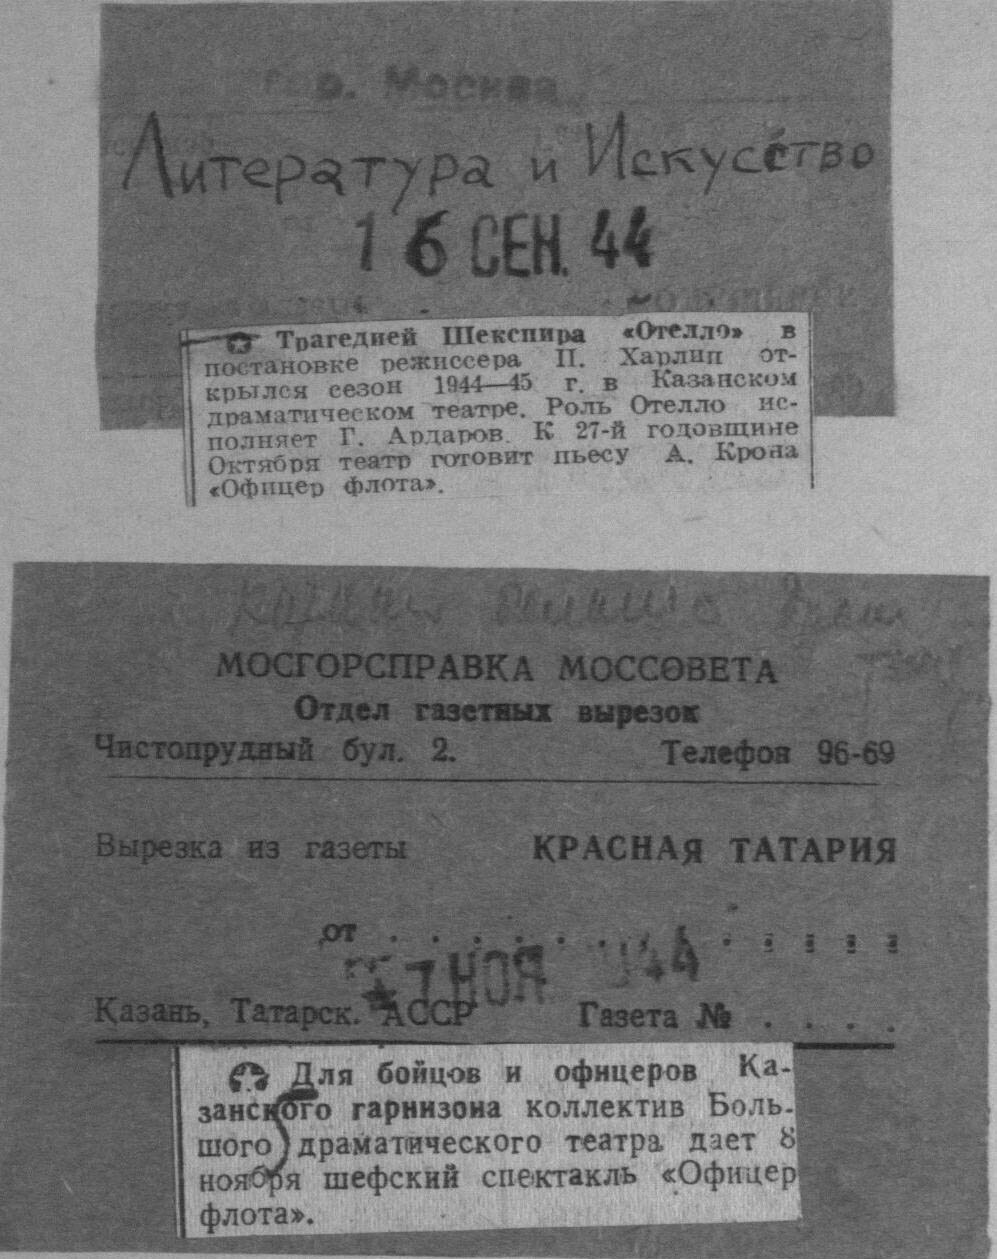 гор. Москва
Литература и Искусство
16 СЕН. 44
Трагедией Шекспира «Отелло» в
постановке режиссера П. Харлип от-
крылся сезон 1944—45 г. в Казанском
драматическом театре. Роль Отелло ис-
полняет Г. Ардаров. К 27-й годовщине
Октября театр готовит пьесу А. Крона
«Офицер флота».
МОСГОРСПРАВКА МОССОВЕТА
Отдел газетных вырезок
Чистопрудный бул. 2. Телефон 96-69
Вырезка из газеты КРАСНАЯ ТАТАРИЯ
от . . . . . . . . . . . .
7 НОЯ 1944
Казань, Татарск. АССР Газета № . . . .
Для бойцов и офицеров Ка-
занского гарнизона коллектив Боль-
шого драматического театра дает 8
ноября шефский спектакль «Офицер
флота».